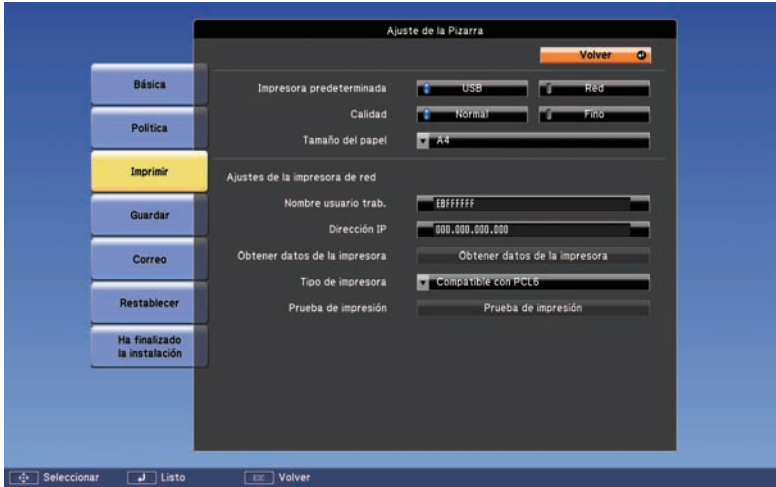 Ajuste de la Pizarra
Volver
Básica
Política
Imprimir
Guardar
Correo
Restablecer
Ha finalizado
la instalación
Impresora predeterminada USB Red
Calidad Normal Fino
Tamaño del papel A4
Ajustes de la impresora de red
Nombre usuario trab. EBFFFFFF
Dirección IP 000.000.000.000
Obtener datos de la impresora Obtener datos de la impresora
Tipo de impresora Compatible con PCL6
Prueba de impresión Prueba de impresión
Seleccionar Listo ESC Volver